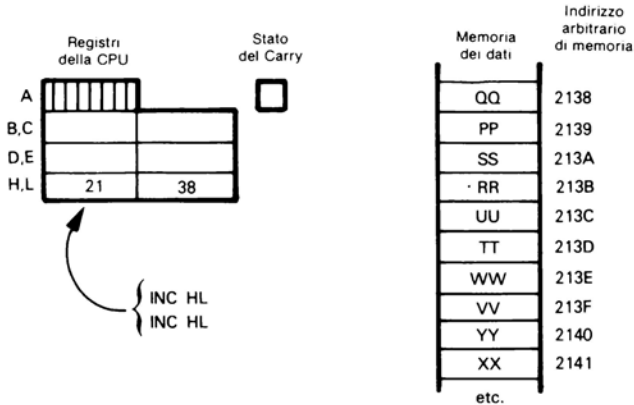 Registri
della CPU
Stato
del Carry
A
B,C
D,E
H,L 21 38
INC HL
INC HL
Memoria
dei dati
Indirizzo
arbitrario
di memoria
QQ 2138
PP 2139
SS 213A
RR 213B
UU 213C
TT 213D
WW 213E
VV 213F
YY 2140
XX 2141
etc.